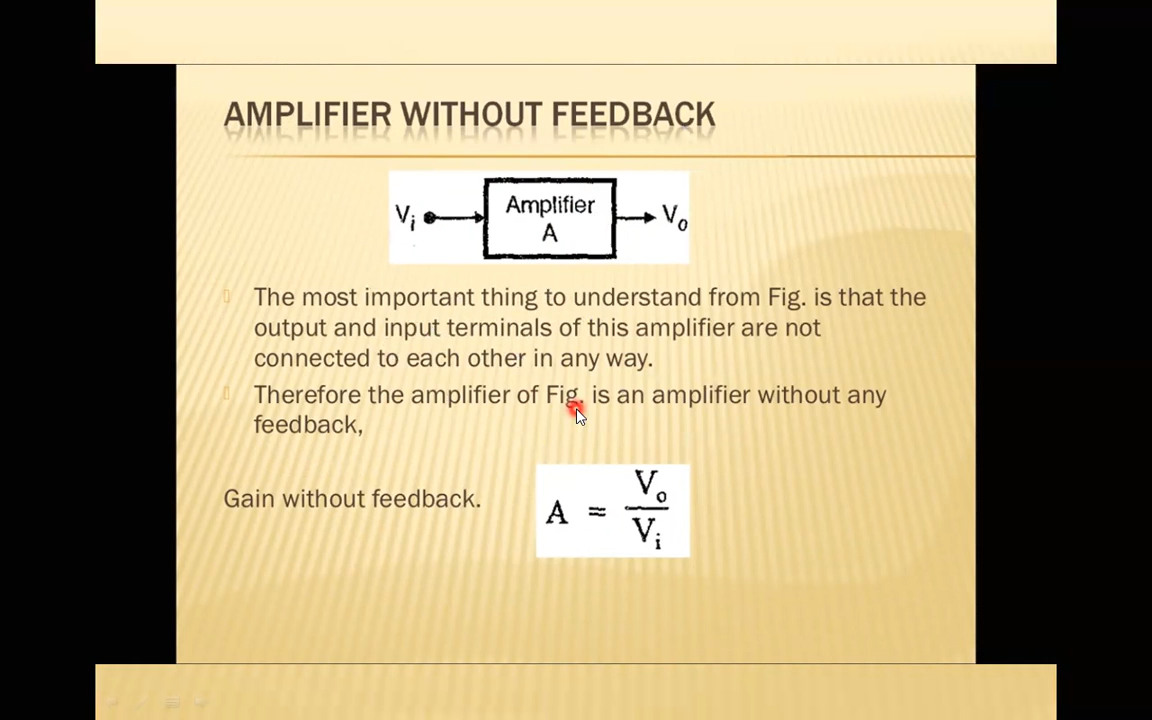 AMPLIFIER WITHOUT FEEDBACK
Vi Amplifier Vo
A
The most important thing to understand from Fig. is that the
output and input terminals of this amplifier are not
connected to each other in any way.
Therefore the amplifier of Fig. is an amplifier without any
feedback,
Gain without feedback.
A = Vo/Vi